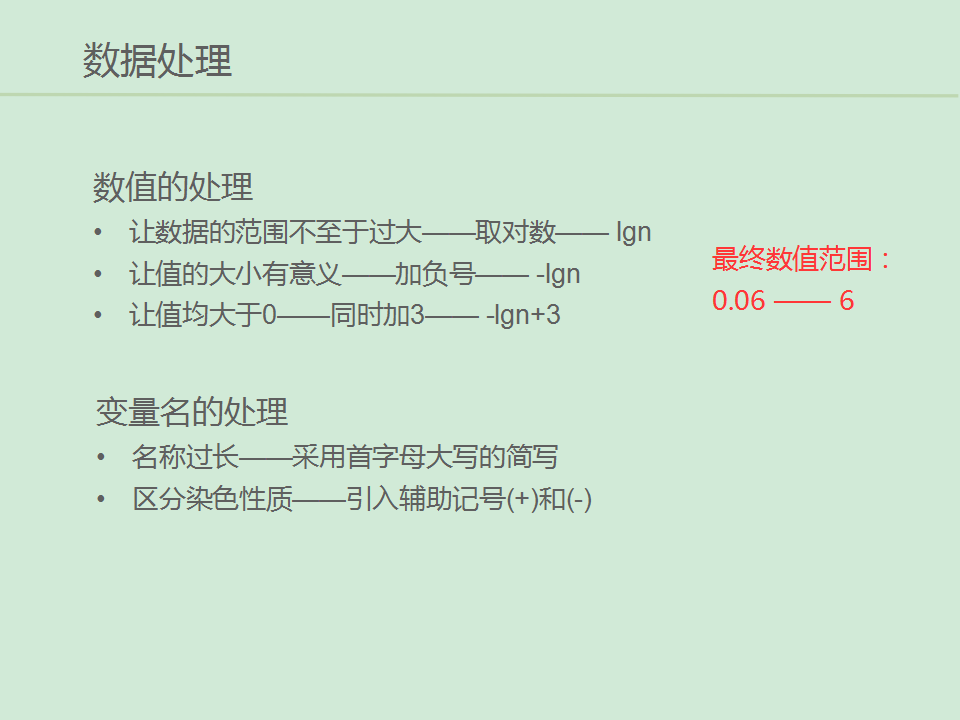 数据处理
数值的处理
• 让数据的范围不至于过大——取对数—— lgn
• 让值的大小有意义——加负号—— -lgn
• 让值均大于0——同时加3—— -lgn+3
最终数值范围：
0.06 —— 6
变量名的处理
• 名称过长——采用首字母大写的简写
• 区分染色性质——引入辅助记号(+)和(-)